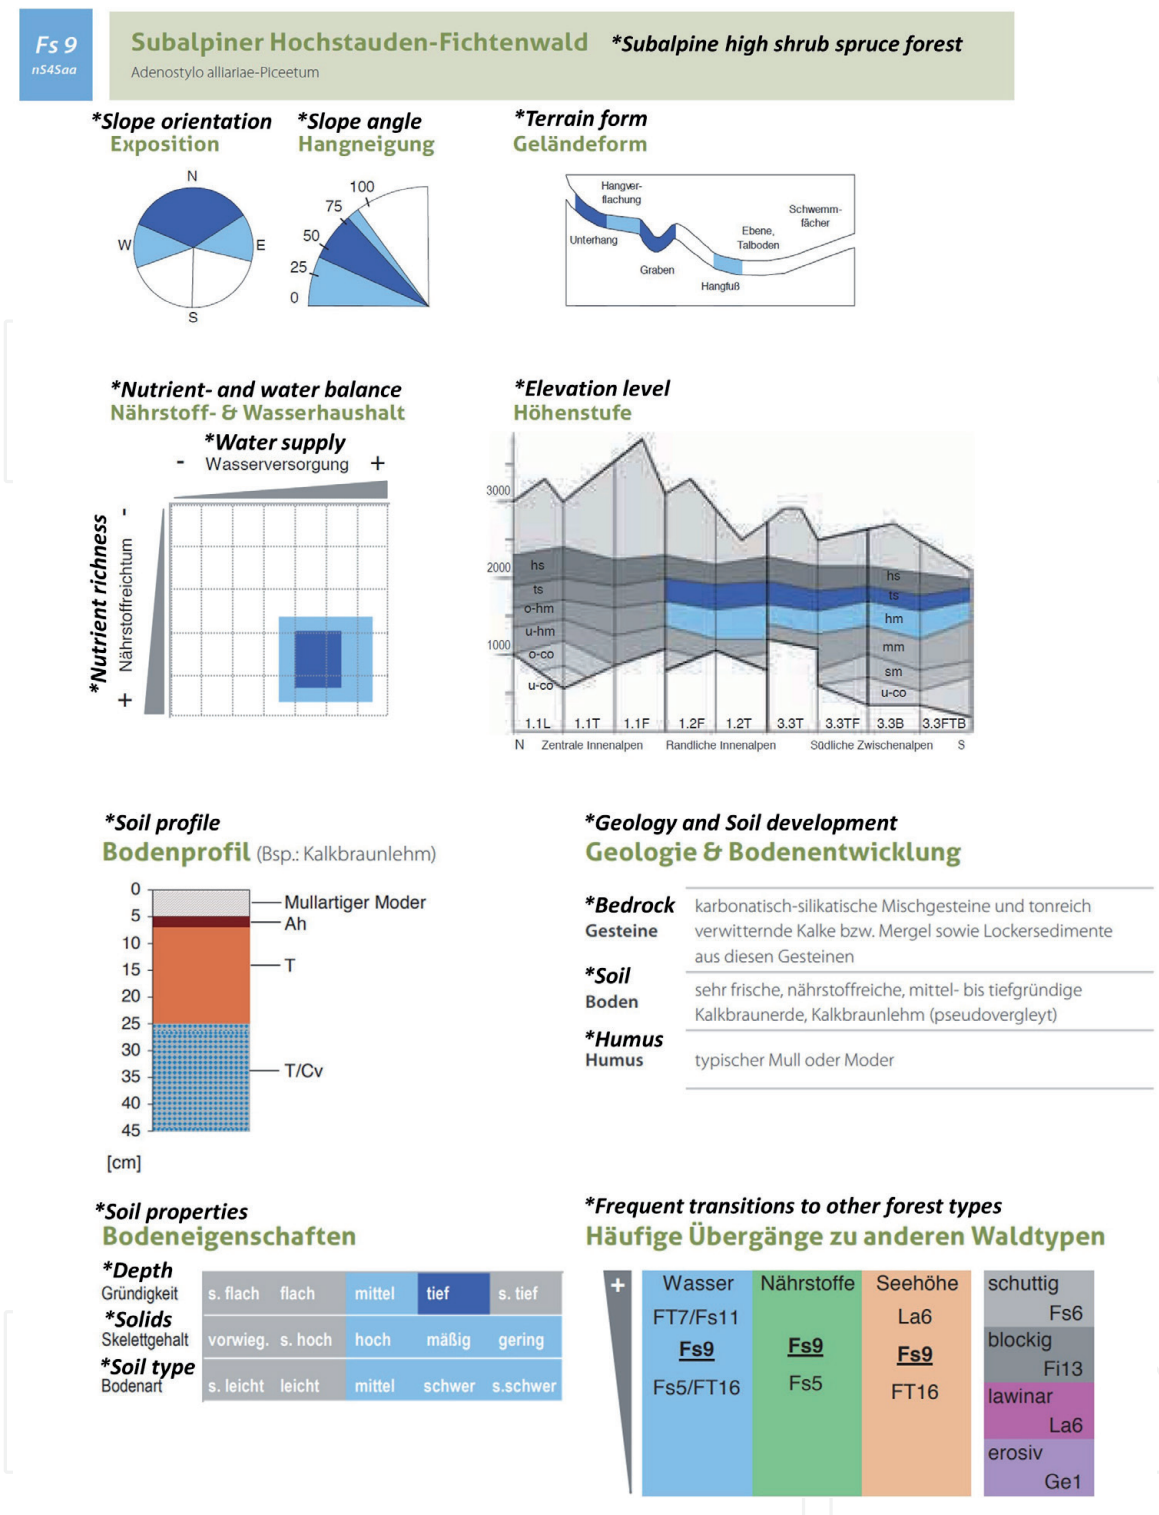 Fs 9
nS4Saa
Subalpiner Hochstauden-Fichtenwald *Subalpine high shrub spruce forest
Adenostylo alliariae-Piceetum
*Slope orientation
Exposition
N
W
E
S
*Slope angle
Hangneigung
100
75
50
25
0
*Terrain form
Geländeform
Hangver-
flachung
Schwemm-
fächer
Unterhang
Ebene,
Talboden
Graben
Hangfuß
*Nutrient- and water balance
Nährstoff- & Wasserhaushalt
*Water supply
- Wasserversorgung +
*Nutrient richness
+ Nährstoffreichtum -
*Elevation level
Höhenstufe
3000
2000
1000
hs
ts
o-hm
u-hm
o-co
u-co
hs
ts
hm
mm
sm
u-co
1.1L 1.1T 1.1F 1.2F 1.2T 3.3T 3.3TF 3.3B 3.3FTB
N Zentrale Innenalpen Randliche Innenalpen Südliche Zwischenalpen S
*Soil profile
Bodenprofil (Bsp.: Kalkbraunlehm)
0
5
10
15
20
25
30
35
40
45
[cm]
Mullartiger Moder
Ah
T
T/Cv
*Geology and Soil development
Geologie & Bodenentwicklung
*Bedrock
Gesteine
karbonatisch-silikatische Mischgesteine und tonreich
verwitternde Kalke bzw. Mergel sowie Lockersedimente
aus diesen Gesteinen
*Soil
Boden
sehr frische, nährstoffreiche, mittel- bis tiefgründige
Kalkbraunerde, Kalkbraunlehm (pseudovergleyt)
*Humus
Humus
typischer Mull oder Moder
*Soil properties
Bodeneigenschaften
*Depth
Gründigkeit s. flach flach mittel tief s. tief
*Solids
Skelettgehalt vorwieg. s. hoch hoch mäßig gering
*Soil type
Bodenart s. leicht leicht mittel schwer s.schwer
*Frequent transitions to other forest types
Häufige Übergänge zu anderen Waldtypen
+
Wasser
FT7/Fs11
Fs9
Fs5/FT16
Nährstoffe
Fs9
Fs5
Seehöhe
La6
Fs9
FT16
schuttig
Fs6
blockig
Fi13
lawinar
La6
erosiv
Ge1